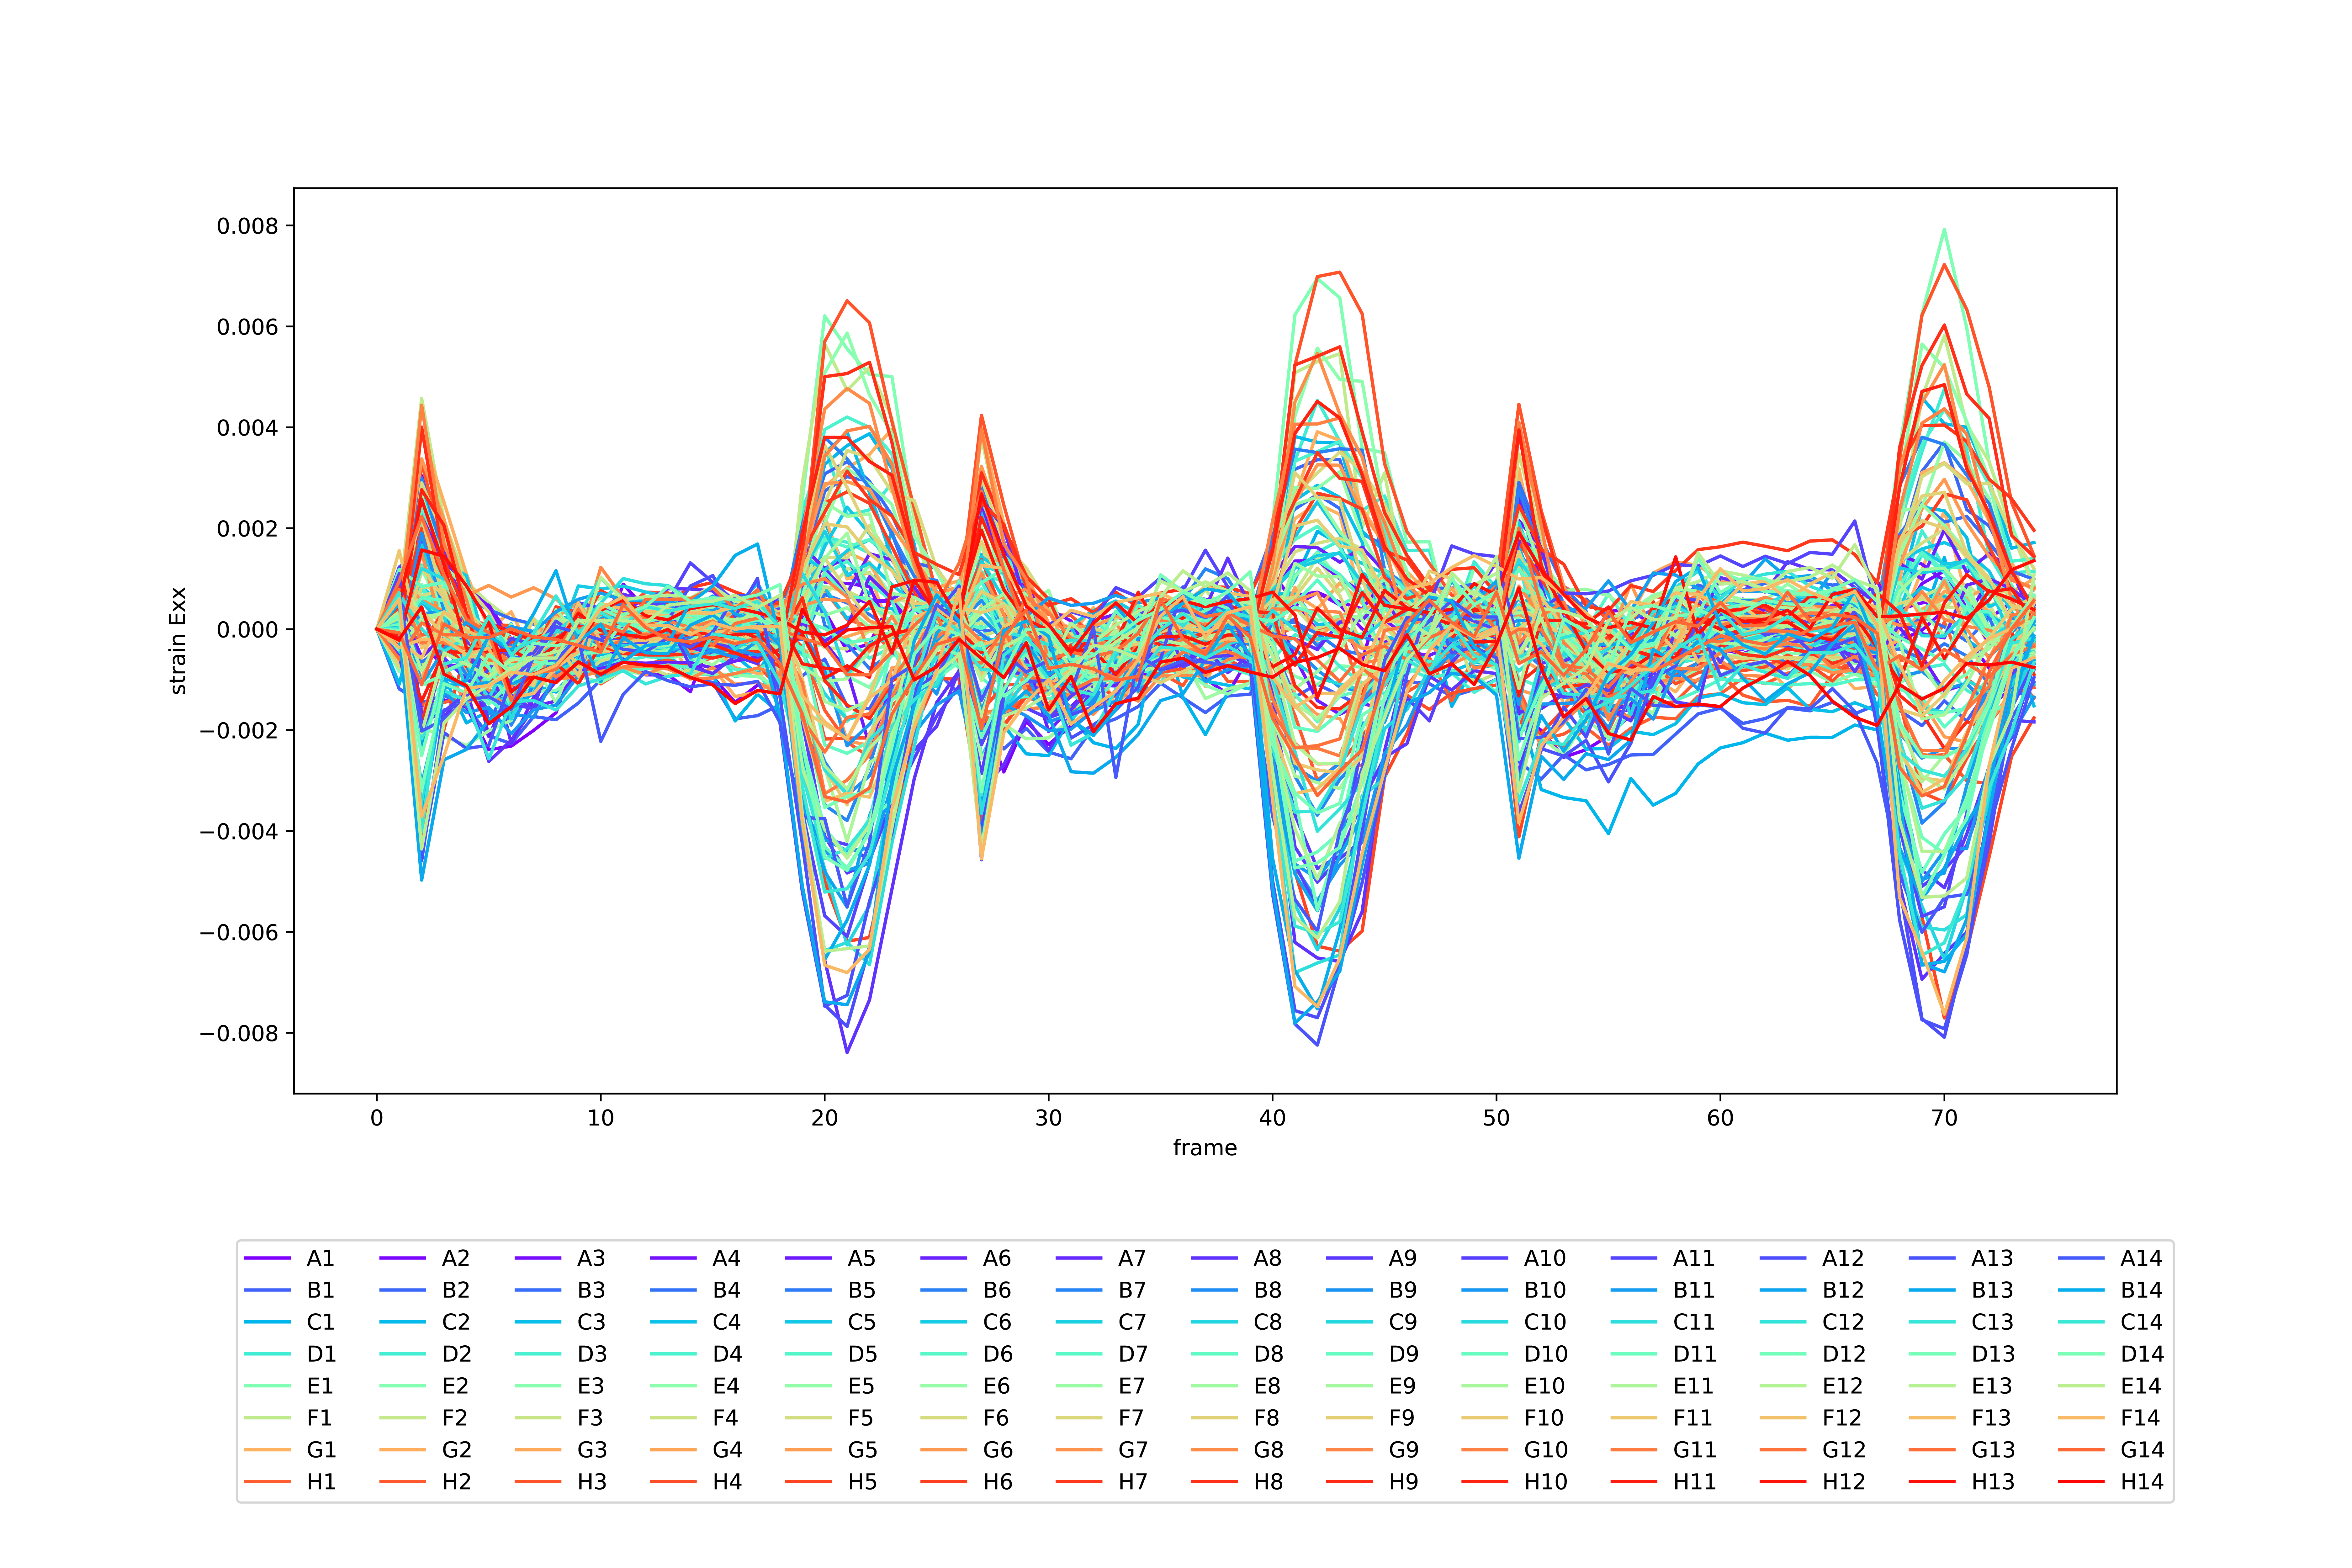 0.008
0.006
0.004
0.002
0.000
−0.002
−0.004
−0.006
−0.008
strain Exx
0 10 20 30 40 50 60 70
frame
A1 A2 A3 A4 A5 A6 A7 A8 A9 A10 A11 A12 A13 A14
B1 B2 B3 B4 B5 B6 B7 B8 B9 B10 B11 B12 B13 B14
C1 C2 C3 C4 C5 C6 C7 C8 C9 C10 C11 C12 C13 C14
D1 D2 D3 D4 D5 D6 D7 D8 D9 D10 D11 D12 D13 D14
E1 E2 E3 E4 E5 E6 E7 E8 E9 E10 E11 E12 E13 E14
F1 F2 F3 F4 F5 F6 F7 F8 F9 F10 F11 F12 F13 F14
G1 G2 G3 G4 G5 G6 G7 G8 G9 G10 G11 G12 G13 G14
H1 H2 H3 H4 H5 H6 H7 H8 H9 H10 H11 H12 H13 H14